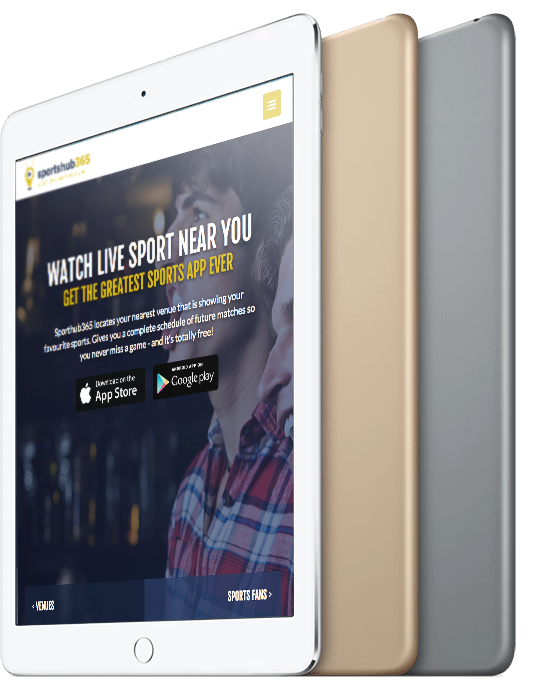 sportshub365
WATCH LIVE SPORT NEAR YOU
GET THE GREATEST SPORTS APP EVER
Sporthub365 locates your nearest venue that is showing your
favourite sports. Gives you a complete schedule of future matches so
you never miss a game - and it's totally free!
Download on the
App Store
ANDROID APP ON
Google play
< VENUES
SPORTS FANS >